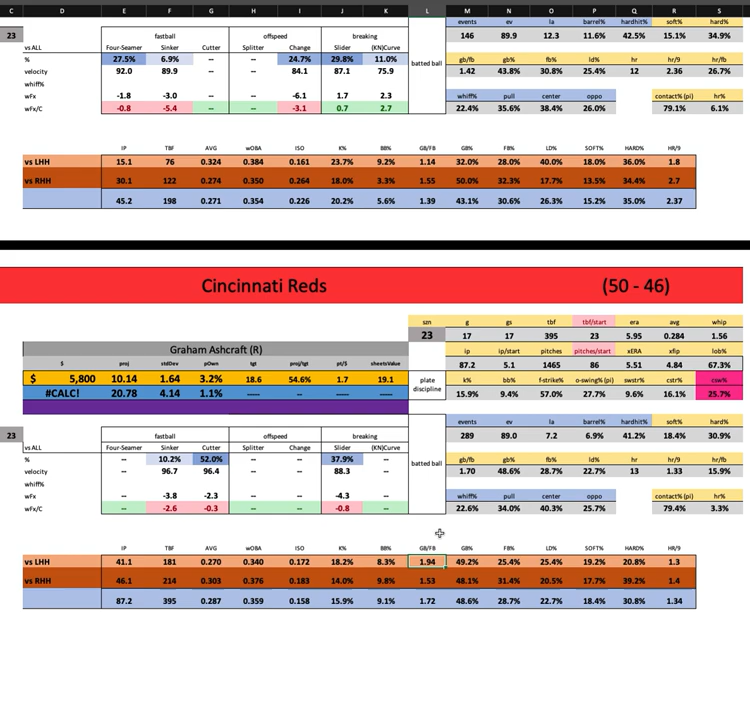 C D E F G H I J K L M N O P Q R S
events ev la barrel% hardhit% soft% hard%
23 fastball offspeed breaking 146 89.9 12.3 11.6% 42.5% 15.1% 34.9%
vs ALL Four-Seamer Sinker Cutter Splitter Change Slider (KN)Curve
% 27.5% 6.9% -- -- 24.7% 29.8% 11.0% batted ball gb/fb gb% fb% ld% hr hr/9 hr/fb
velocity 92.0 89.9 -- -- 84.1 87.1 75.9 1.42 43.8% 30.8% 25.4% 12 2.36 26.7%
whiff%
wFx -1.8 -3.0 -- -- -6.1 1.7 2.3 whiff% pull center oppo contact% (pi) hr%
wFx/C -0.8 -5.4 -- -- -3.1 0.7 2.7 22.4% 35.6% 38.4% 26.0% 79.1% 6.1%
IP TBF AVG wOBA ISO K% BB% GB/FB GB% FB% LD% SOFT% HARD% HR/9
vs LHH 15.1 76 0.324 0.384 0.161 23.7% 9.2% 1.14 32.0% 28.0% 40.0% 18.0% 36.0% 1.8
vs RHH 30.1 122 0.274 0.350 0.264 18.0% 3.3% 1.55 50.0% 32.3% 17.7% 13.5% 34.4% 2.7
45.2 198 0.271 0.354 0.226 20.2% 5.6% 1.39 43.1% 30.6% 26.3% 15.2% 35.0% 2.37
Cincinnati Reds (50 - 46)
szn g gs tbf tbf/start era avg whip
23 17 17 395 23 5.95 0.284 1.56
Graham Ashcraft (R) ip ip/start pitches pitches/start xERA xfip lob%
$ proj stdDev pOwn tgt proj/tgt pt/$ sheetsValue 87.2 5.1 1465 86 5.51 4.84 67.3%
$ 5,800 10.14 1.64 3.2% 18.6 54.6% 1.7 19.1 plate discipline k% bb% f-strike% o-swing% (pi) swstr% cstr% csw%
#CALC! 20.78 4.14 1.1% ---- -- ---- ---- 15.9% 9.4% 57.0% 27.7% 9.6% 16.1% 25.7%
events ev la barrel% hardhit% soft% hard%
23 fastball offspeed breaking 289 89.0 7.2 6.9% 41.2% 18.4% 30.9%
vs ALL Four-Seamer Sinker Cutter Splitter Change Slider (KN)Curve
% -- 10.2% 52.0% -- -- 37.9% -- batted ball gb/fb gb% fb% ld% hr hr/9 hr/fb
velocity -- 96.7 96.4 -- -- 88.3 -- 1.70 48.6% 28.7% 22.7% 13 1.33 15.9%
whiff%
wFx -- -3.8 -2.3 -- -- -4.3 -- whiff% pull center oppo contact% (pi) hr%
wFx/C -- -2.6 -0.3 -- -- -0.8 -- 22.6% 34.0% 40.3% 25.7% 79.4% 3.3%
IP TBF AVG wOBA ISO K% BB% GB/FB GB% FB% LD% SOFT% HARD% HR/9
vs LHH 41.1 181 0.270 0.340 0.172 18.2% 8.3% 1.94 49.2% 25.4% 25.4% 19.2% 20.8% 1.3
vs RHH 46.1 214 0.303 0.376 0.183 14.0% 9.8% 1.53 48.1% 31.4% 20.5% 17.7% 39.2% 1.4
87.2 395 0.287 0.359 0.158 15.9% 9.1% 1.72 48.6% 28.7% 22.7% 18.4% 30.8% 1.34